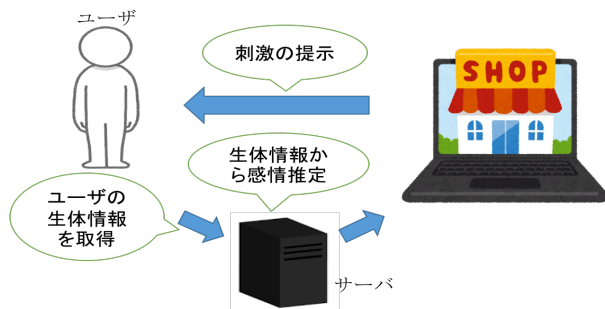 ユーザ
刺激の提示
SHOP
生体情報か
ら感情推定
ユーザの
生体情報
を取得
サーバ